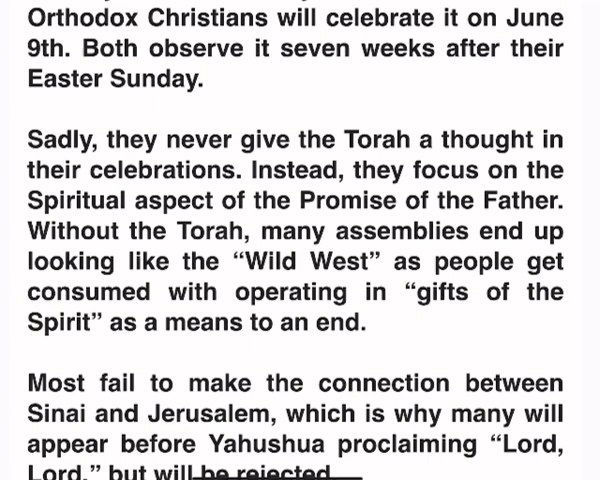 Orthodox Christians will celebrate it on June
9th. Both observe it seven weeks after their
Easter Sunday.
Sadly, they never give the Torah a thought in
their celebrations. Instead, they focus on the
Spiritual aspect of the Promise of the Father.
Without the Torah, many assemblies end up
looking like the “Wild West” as people get
consumed with operating in “gifts of the
Spirit” as a means to an end.
Most fail to make the connection between
Sinai and Jerusalem, which is why many will
appear before Yahushua proclaiming “Lord,
Lord,” but will be rejected